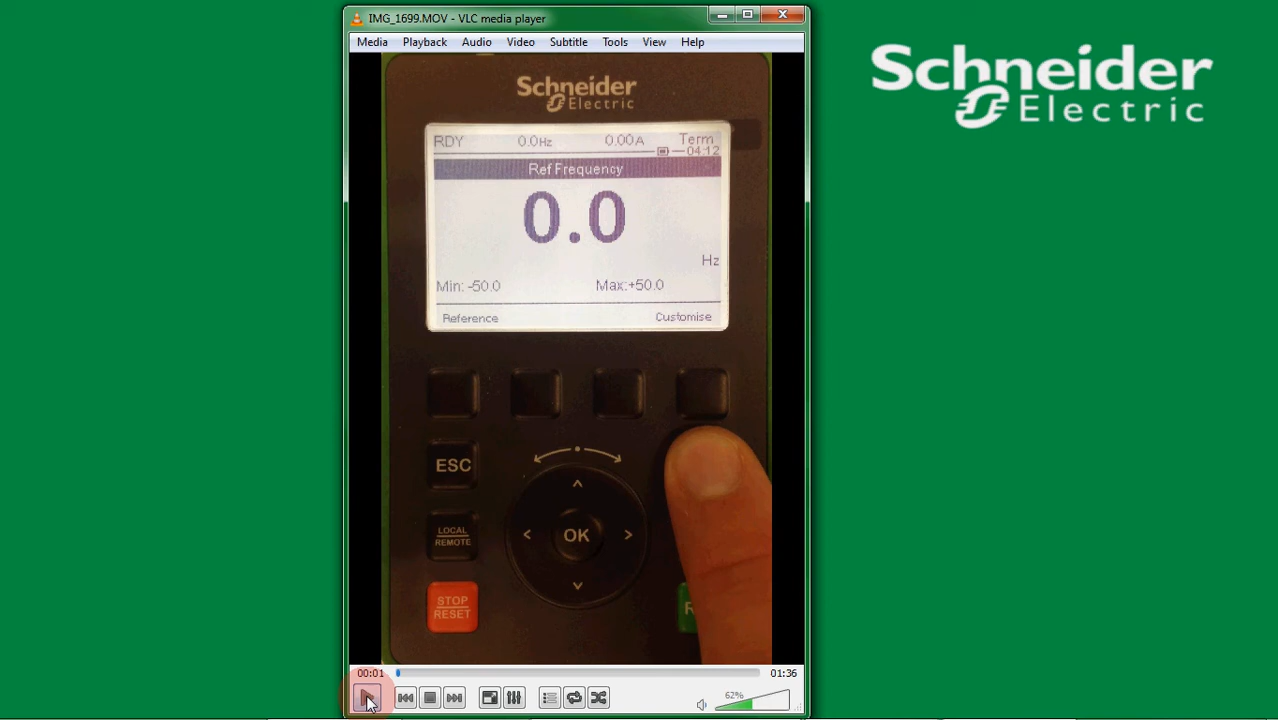 IMG_1699.MOV - VLC media player
Media Playback Audio Video Subtitle Tools View Help
Schneider
Electric
Schneider
Electric
RDY 0.0Hz 0.00A Term
04:12
Ref Frequency
0.0
Hz
Min: -50.0 Max:+50.0
Reference Customise
ESC
LOCAL
REMOTE
OK
STOP
RESET
R
00:01 01:36
62%